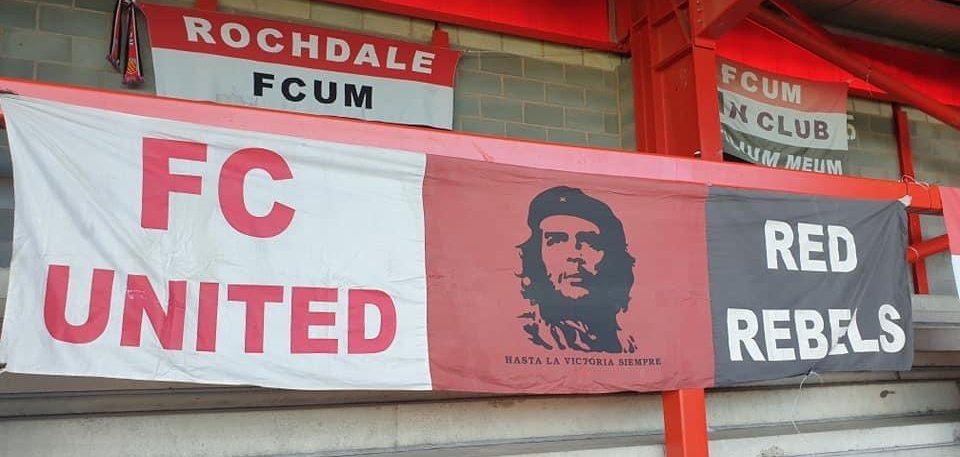 ROCHDALE
FCUM
FCUM
CLUB
MEUM
FC
UNITED
HASTA LA VICTORIA SIEMPRE
RED
REBELS